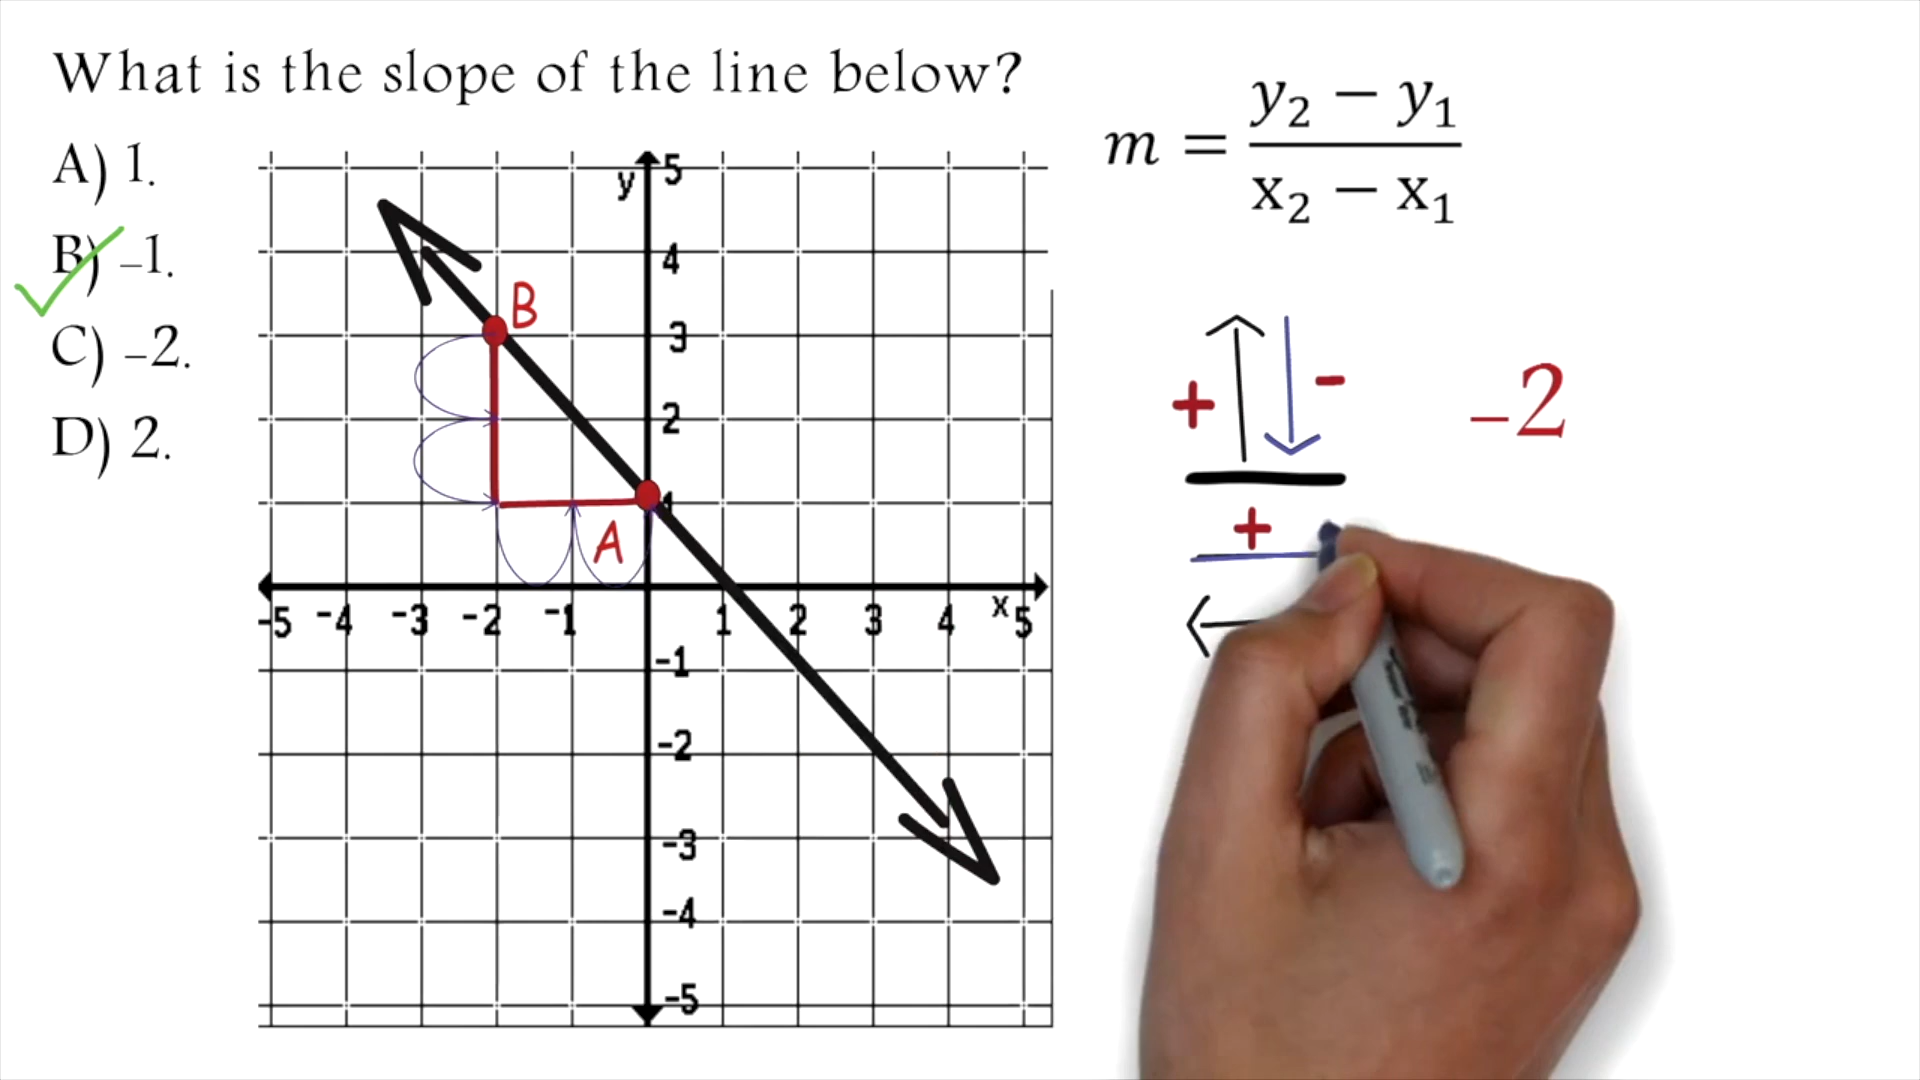 What is the slope of the line below?
A) 1.
B) –1.
C) –2.
D) 2.
y
5
4
B
3
2
1
A
-5 -4 -3 -2 -1 1 2 3 4 x 5
-1
-2
-3
-4
-5
m = y₂ − y₁ / x₂ − x₁
+ - –2
+